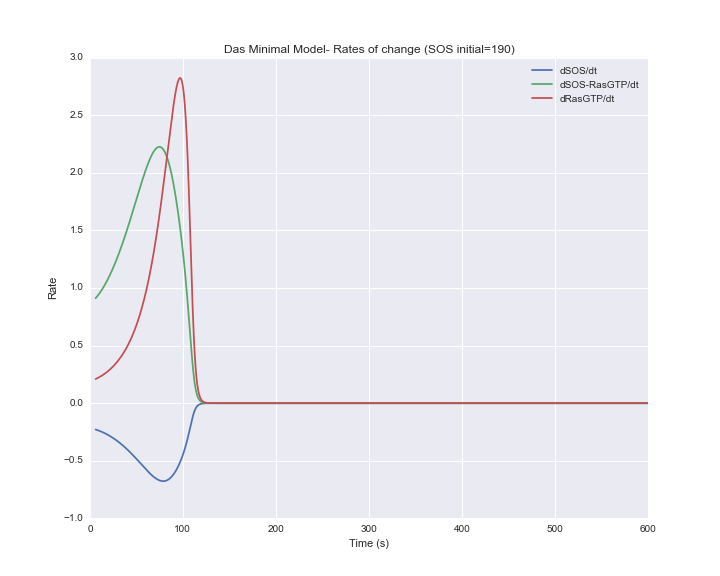 Das Minimal Model- Rates of change (SOS initial=190)
dSOS/dt
dSOS-RasGTP/dt
dRasGTP/dt
3.0
2.5
2.0
1.5
1.0
0.5
0.0
−0.5
−1.0
Rate
0 100 200 300 400 500 600
Time (s)